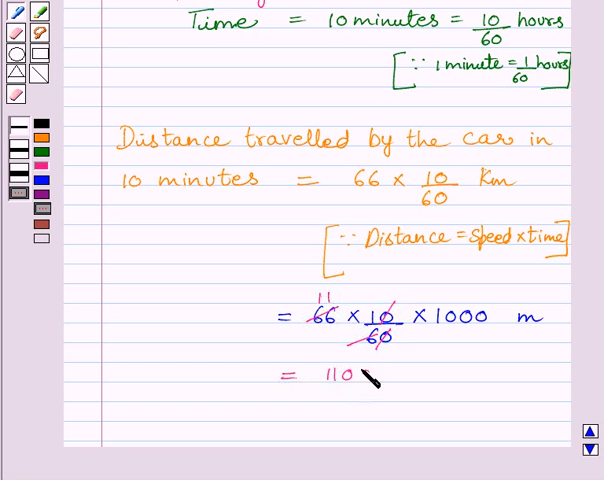 Time = 10 minutes = 10/60 hours
[∵ 1 minute = 1/60 hours]
Distance travelled by the car in
10 minutes = 66 × 10/60 Km
[∵ Distance = Speed × time]
11
= 66 × 10/60 × 1000 m
= 110